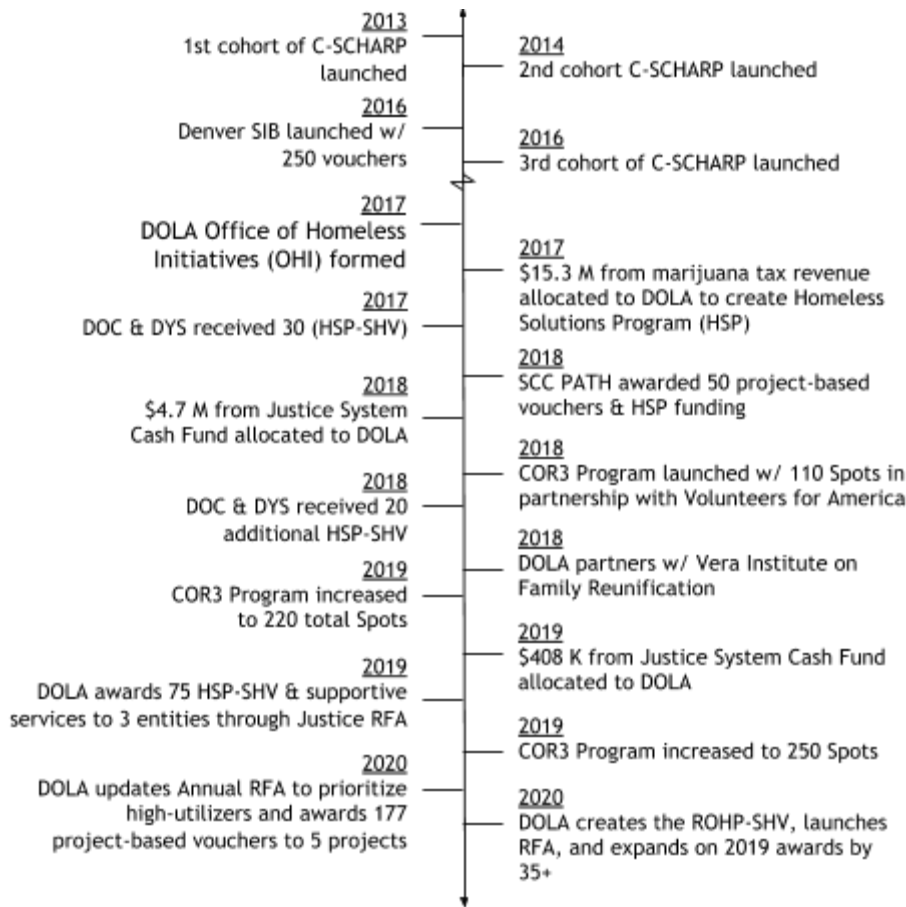 2013
1st cohort of C-SCHARP
launched
2014
2nd cohort C-SCHARP launched
2016
Denver SIB launched w/
250 vouchers
2016
3rd cohort of C-SCHARP launched
2017
DOLA Office of Homeless
Initiatives (OHI) formed
2017
$15.3 M from marijuana tax revenue
allocated to DOLA to create Homeless
Solutions Program (HSP)
2017
DOC & DYS received 30 (HSP-SHV)
2018
SCC PATH awarded 50 project-based
vouchers & HSP funding
2018
$4.7 M from Justice System
Cash Fund allocated to DOLA
2018
COR3 Program launched w/ 110 Spots in
partnership with Volunteers for America
2018
DOC & DYS received 20
additional HSP-SHV
2018
DOLA partners w/ Vera Institute on
Family Reunification
2019
COR3 Program increased
to 220 total Spots
2019
$408 K from Justice System Cash Fund
allocated to DOLA
2019
DOLA awards 75 HSP-SHV & supportive
services to 3 entities through Justice RFA
2019
COR3 Program increased to 250 Spots
2020
DOLA updates Annual RFA to prioritize
high-utilizers and awards 177
project-based vouchers to 5 projects
2020
DOLA creates the ROHP-SHV, launches
RFA, and expands on 2019 awards by
35+